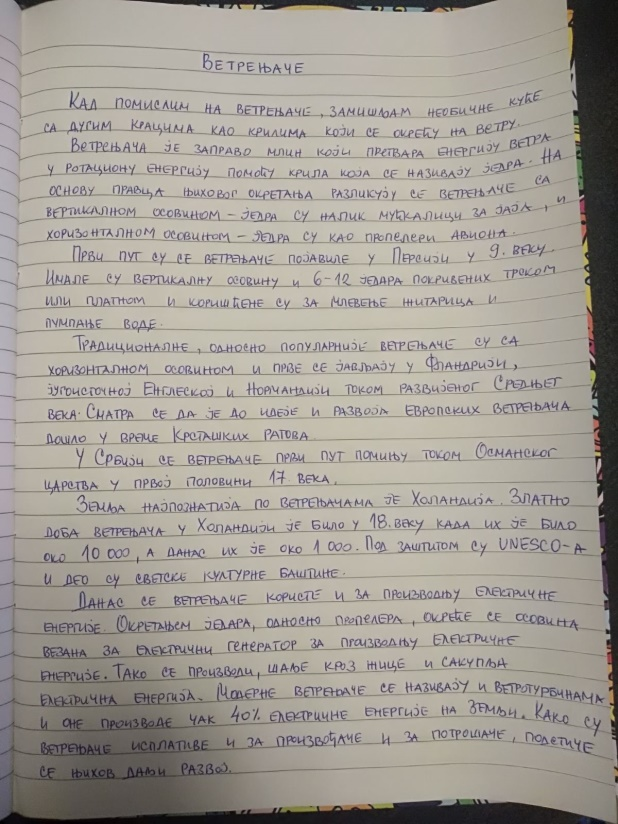 Ветрењаче
Кад помислим на ветрењаче, замишљам необичне куће
са дугим крацима као крилима који се окрећу на ветру.
Ветрењача је заправо млин који претвара енергију ветра
у ротациону енергију помоћу крила која се називају једра. На
основу правца њиховог окретања разликују се ветрењаче са
вертикалном осовином – једра су налик мућкалици за јаја, и
хоризонталном осовином – једра су као пропелери авиона.
Први пут су се ветрењаче појавиле у Персији у 9. веку.
Имале су вертикалну осовину и 6-12 једара покривених троком
или платном и коришћене су за млевење житарица и
пумпање воде.
Традиционалне, односно популарније ветрењаче су са
хоризонталном осовином и прве се јављају у Фландрији,
југоисточној Енглеској и Нормандији током развијеног Средњег
века. Сматра се да је до идеје и развоја европских ветрењача
дошло у време Крсташких ратова.
У Србији се ветрењаче први пут помињу током Османског
царства у првој половини 17. века.
Земља најпознатија по ветрењачама је Холандија. Златно
доба ветрењача у Холандији је било у 18. веку када их је било
око 10 000, а данас их је око 1 000. Под заштитом су UNESCO-а
и део су светске културне баштине.
Данас се ветрењаче користе и за производњу електричне
енергије. Окретањем једара, односно пропелера, окреће се осовина
везана за електрични генератор за производњу електричне
енергије. Тако се производи, шаље кроз жице и сакупља
електрична енергија. Модерне ветрењаче се називају и ветротурбинама
и оне производе чак 40% електричне енергије на Земљи. Како су
ветрењаче исплативе и за произвођаче и за потрошаче, подстиче
се њихов даљи развој.